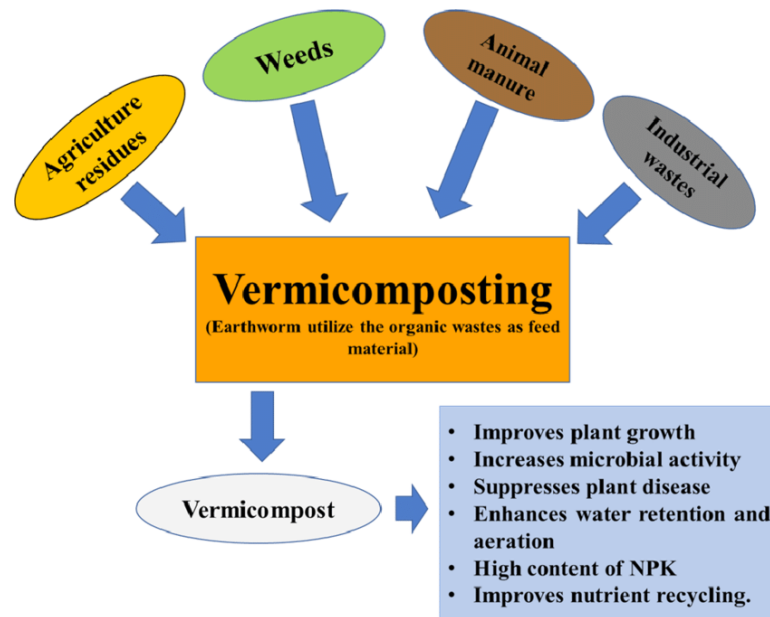 Agriculture
residues
Weeds
Animal
manure
Industrial
wastes
Vermicomposting
(Earthworm utilize the organic wastes as feed
material)
Vermicompost
• Improves plant growth
• Increases microbial activity
• Suppresses plant disease
• Enhances water retention and
aeration
• High content of NPK
• Improves nutrient recycling.